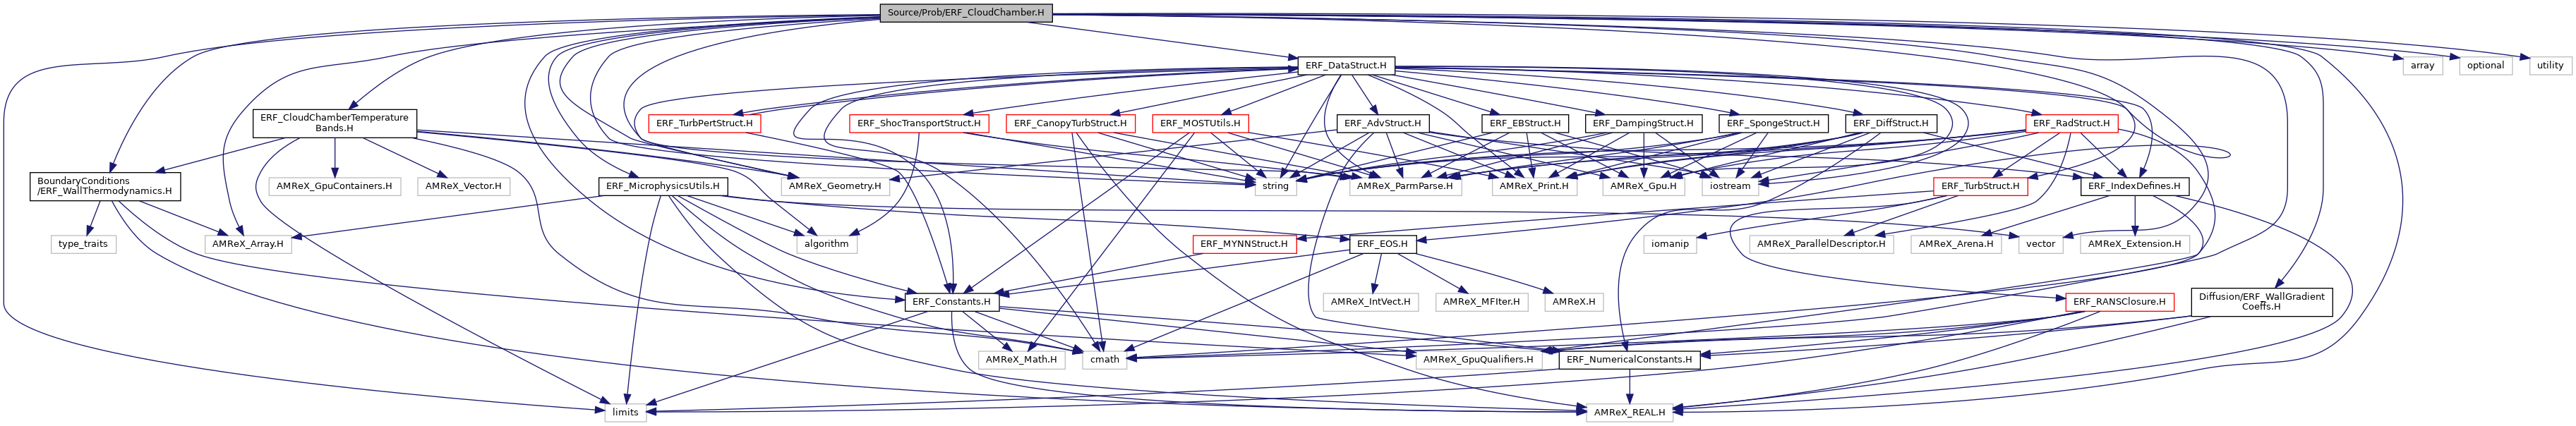 Source/Prob/ERF_CloudChamber.H
ERF_DataStruct.H
array
optional
utility
ERF_CloudChamberTemperature
Bands.H
ERF_TurbPertStruct.H
ERF_ShocTransportStruct.H
ERF_CanopyTurbStruct.H
ERF_MOSTUtils.H
ERF_AdvStruct.H
ERF_EBStruct.H
ERF_DampingStruct.H
ERF_SpongeStruct.H
ERF_DiffStruct.H
ERF_RadStruct.H
BoundaryConditions
/ERF_WallThermodynamics.H
AMReX_GpuContainers.H
AMReX_Vector.H
ERF_MicrophysicsUtils.H
AMReX_Geometry.H
string
AMReX_ParmParse.H
AMReX_Print.H
AMReX_Gpu.H
iostream
ERF_TurbStruct.H
ERF_IndexDefines.H
type_traits
AMReX_Array.H
algorithm
ERF_MYNNStruct.H
ERF_EOS.H
iomanip
AMReX_ParallelDescriptor.H
AMReX_Arena.H
vector
AMReX_Extension.H
ERF_Constants.H
AMReX_IntVect.H
AMReX_MFIter.H
AMReX.H
ERF_RANSClosure.H
Diffusion/ERF_WallGradient
Coeffs.H
AMReX_Math.H
cmath
AMReX_GpuQualifiers.H
ERF_NumericalConstants.H
limits
AMReX_REAL.H